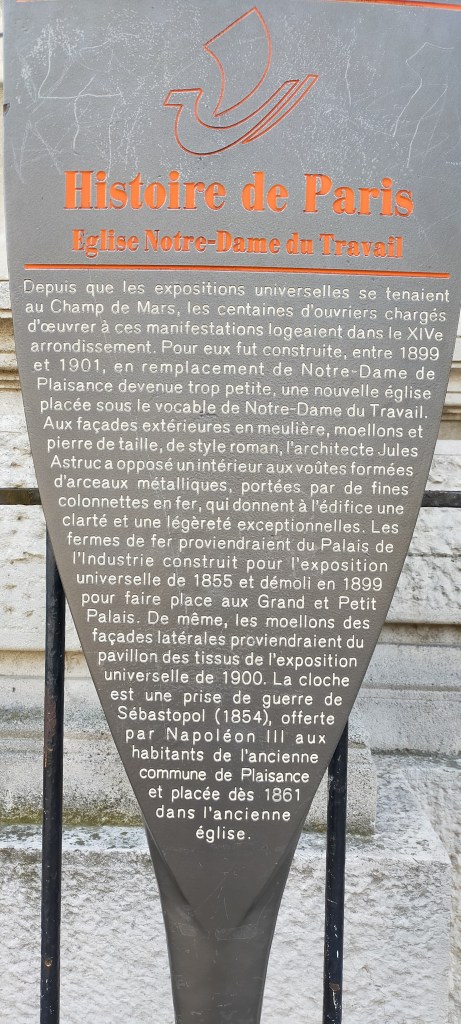 Histoire de Paris
Eglise Notre-Dame du Travail
Depuis que les expositions universelles se tenaient
au Champ de Mars, les centaines d'ouvriers chargés
d'œuvrer à ces manifestations logeaient dans le XIVe
arrondissement. Pour eux fut construite, entre 1899
et 1901, en remplacement de Notre-Dame de
Plaisance devenue trop petite, une nouvelle église
placée sous le vocable de Notre-Dame du Travail.
Aux façades extérieures en meulière, moellons et
pierre de taille, de style roman, l'architecte Jules
Astruc a opposé un intérieur aux voûtes formées
d'arceaux métalliques, portées par de fines
colonnettes en fer, qui donnent à l'édifice une
clarté et une légèreté exceptionnelles. Les
fermes de fer proviendraient du Palais de
l'Industrie construit pour l'exposition
universelle de 1855 et démoli en 1899
pour faire place aux Grand et Petit
Palais. De même, les moellons des
façades latérales proviendraient du
pavillon des tissus de l'exposition
universelle de 1900. La cloche
est une prise de guerre de
Sébastopol (1854), offerte
par Napoléon III aux
habitants de l'ancienne
commune de Plaisance
et placée dès 1861
dans l'ancienne
église.